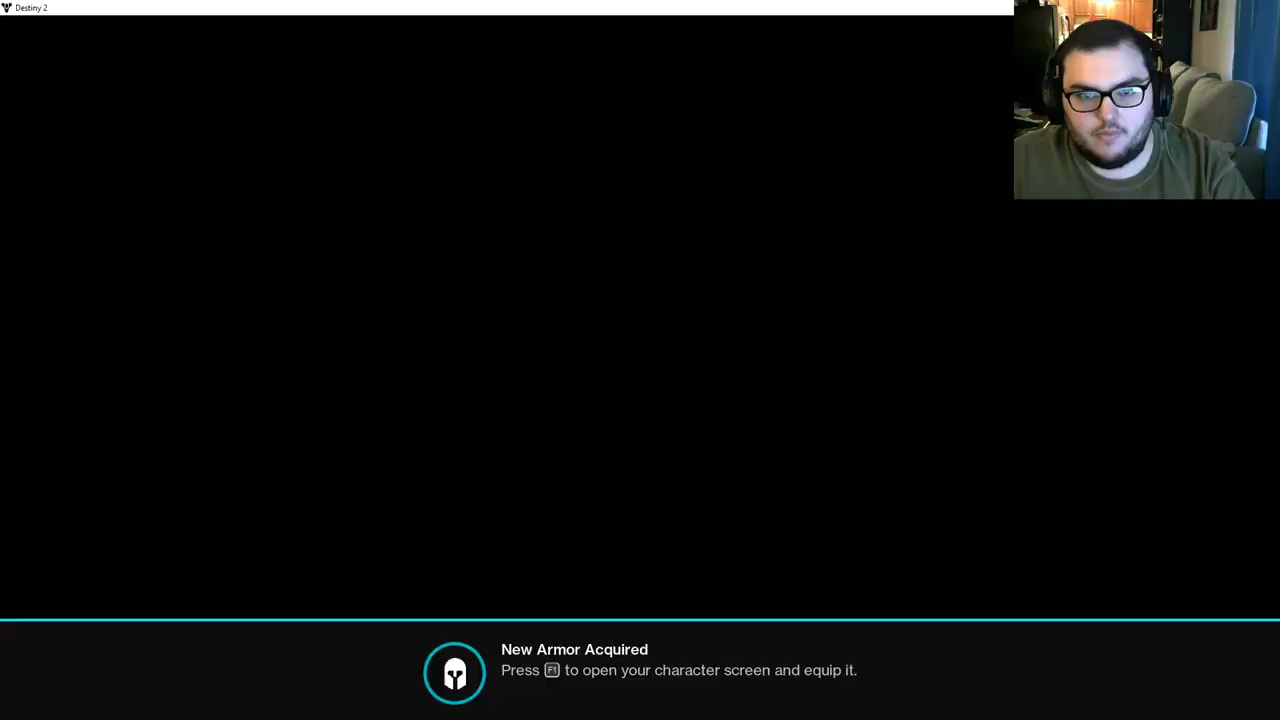 Destiny 2
New Armor Acquired
Press F1 to open your character screen and equip it.